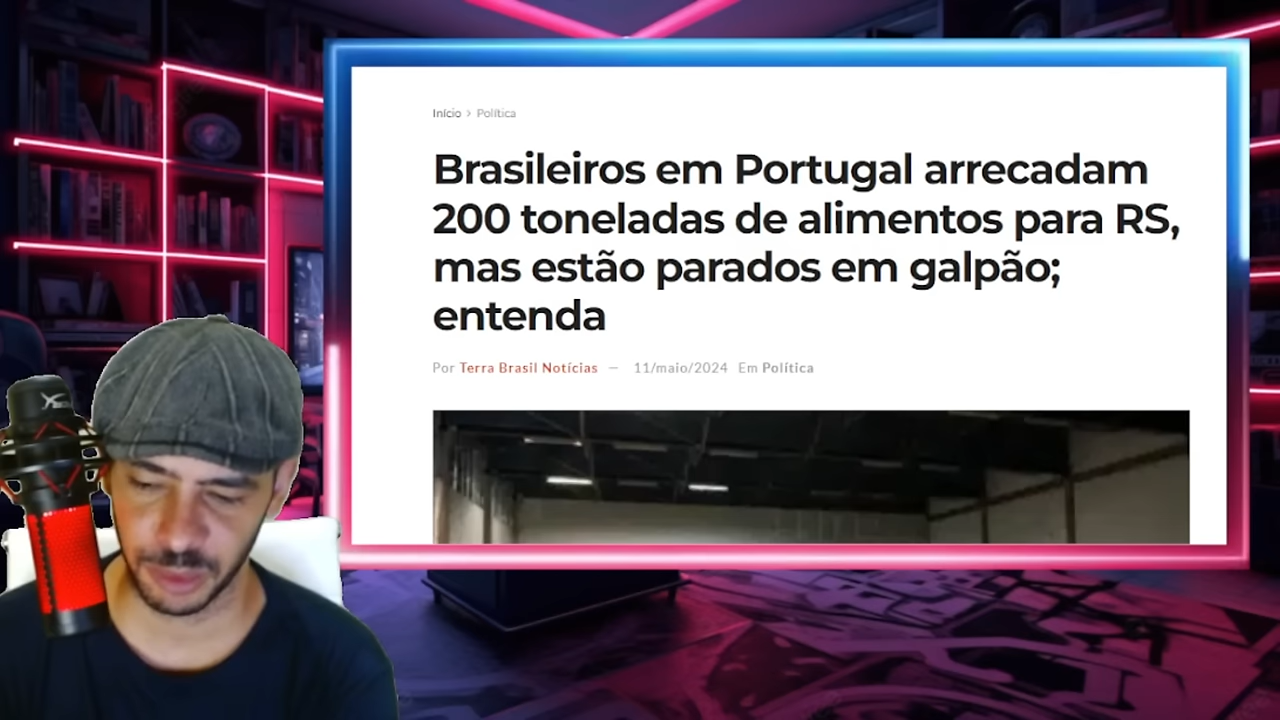 Início > Política
Brasileiros em Portugal arrecadam
200 toneladas de alimentos para RS,
mas estão parados em galpão;
entenda
Por Terra Brasil Notícias — 11/maio/2024 Em Política